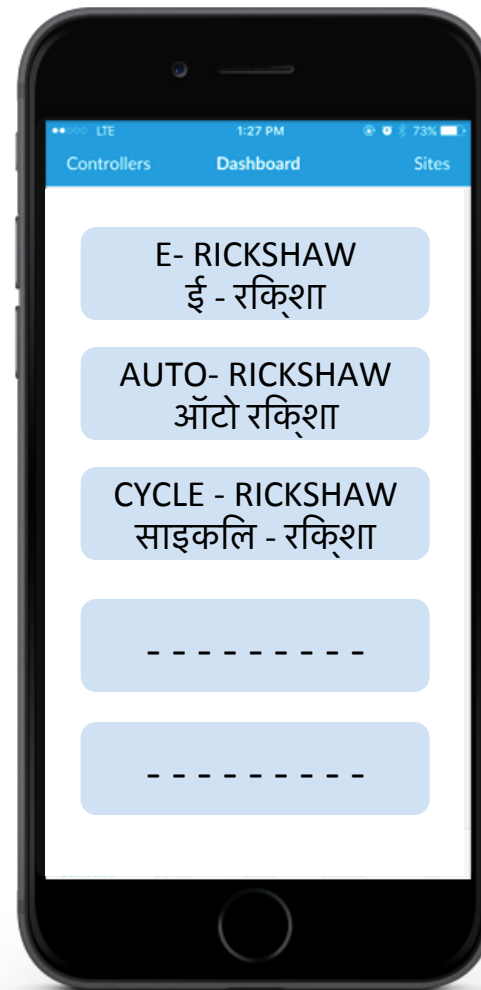 LTE 1:27 PM 73%
Controllers Dashboard Sites
E- RICKSHAW
ई - रकि्शा
AUTO- RICKSHAW
ऑटो रकि्शा
CYCLE - RICKSHAW
साइकलि - रकि्शा
- - - - - - - - -
- - - - - - - - -